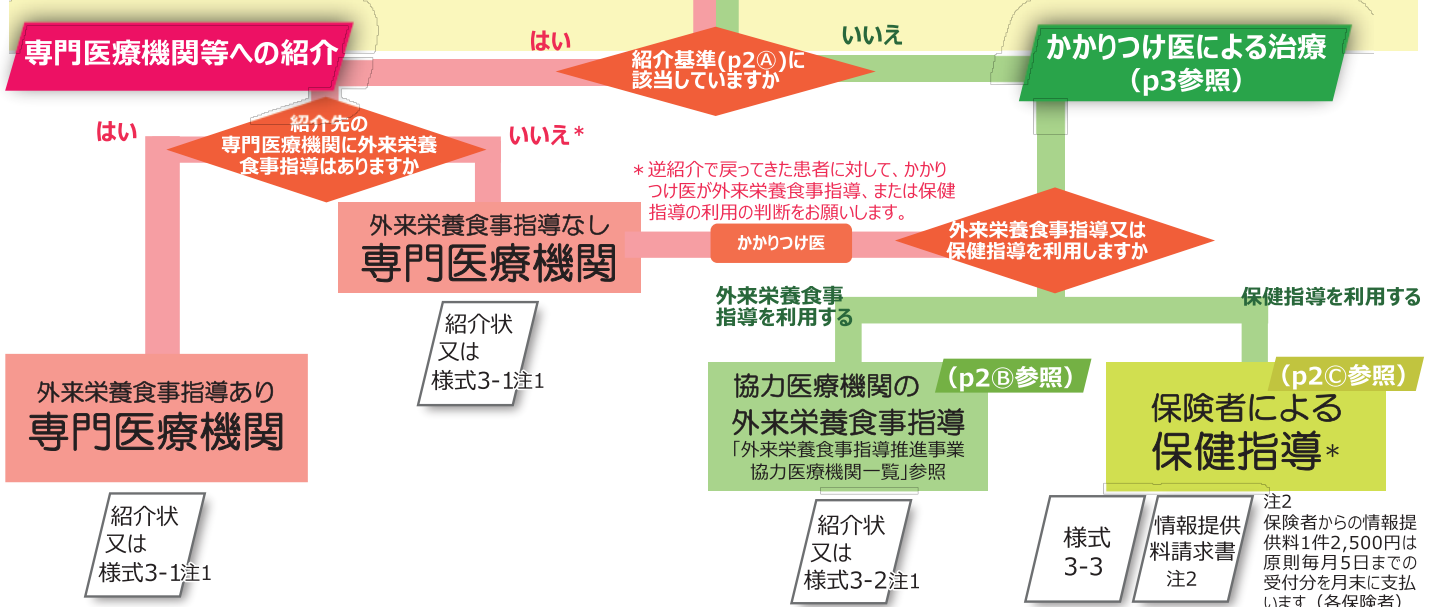 専門医療機関等への紹介
はい
紹介基準(p2Ⓐ)に
該当していますか
いいえ
かかりつけ医による治療
(p3参照)
はい
紹介先の
専門医療機関に外来栄養
食事指導はありますか
いいえ*
*逆紹介で戻ってきた患者に対して、かかり
つけ医が外来栄養食事指導、または保健
指導の利用の判断をお願いします。
外来栄養食事指導なし
専門医療機関
かかりつけ医
外来栄養食事指導又は
保健指導を利用しますか
紹介状
又は
様式3-1注1
外来栄養食事
指導を利用する
保健指導を利用する
外来栄養食事指導あり
専門医療機関
紹介状
又は
様式3-1注1
(p2Ⓑ参照)
協力医療機関の
外来栄養食事指導
「外来栄養食事指導推進事業
協力医療機関一覧」参照
紹介状
又は
様式3-2注1
(p2Ⓒ参照)
保険者による
保健指導*
様式
3-3
情報提供
料請求書
注2
注2
保険者からの情報提
供料1件2,500円は
原則毎月5日までの
受付分を月末に支払
います（各保険者）